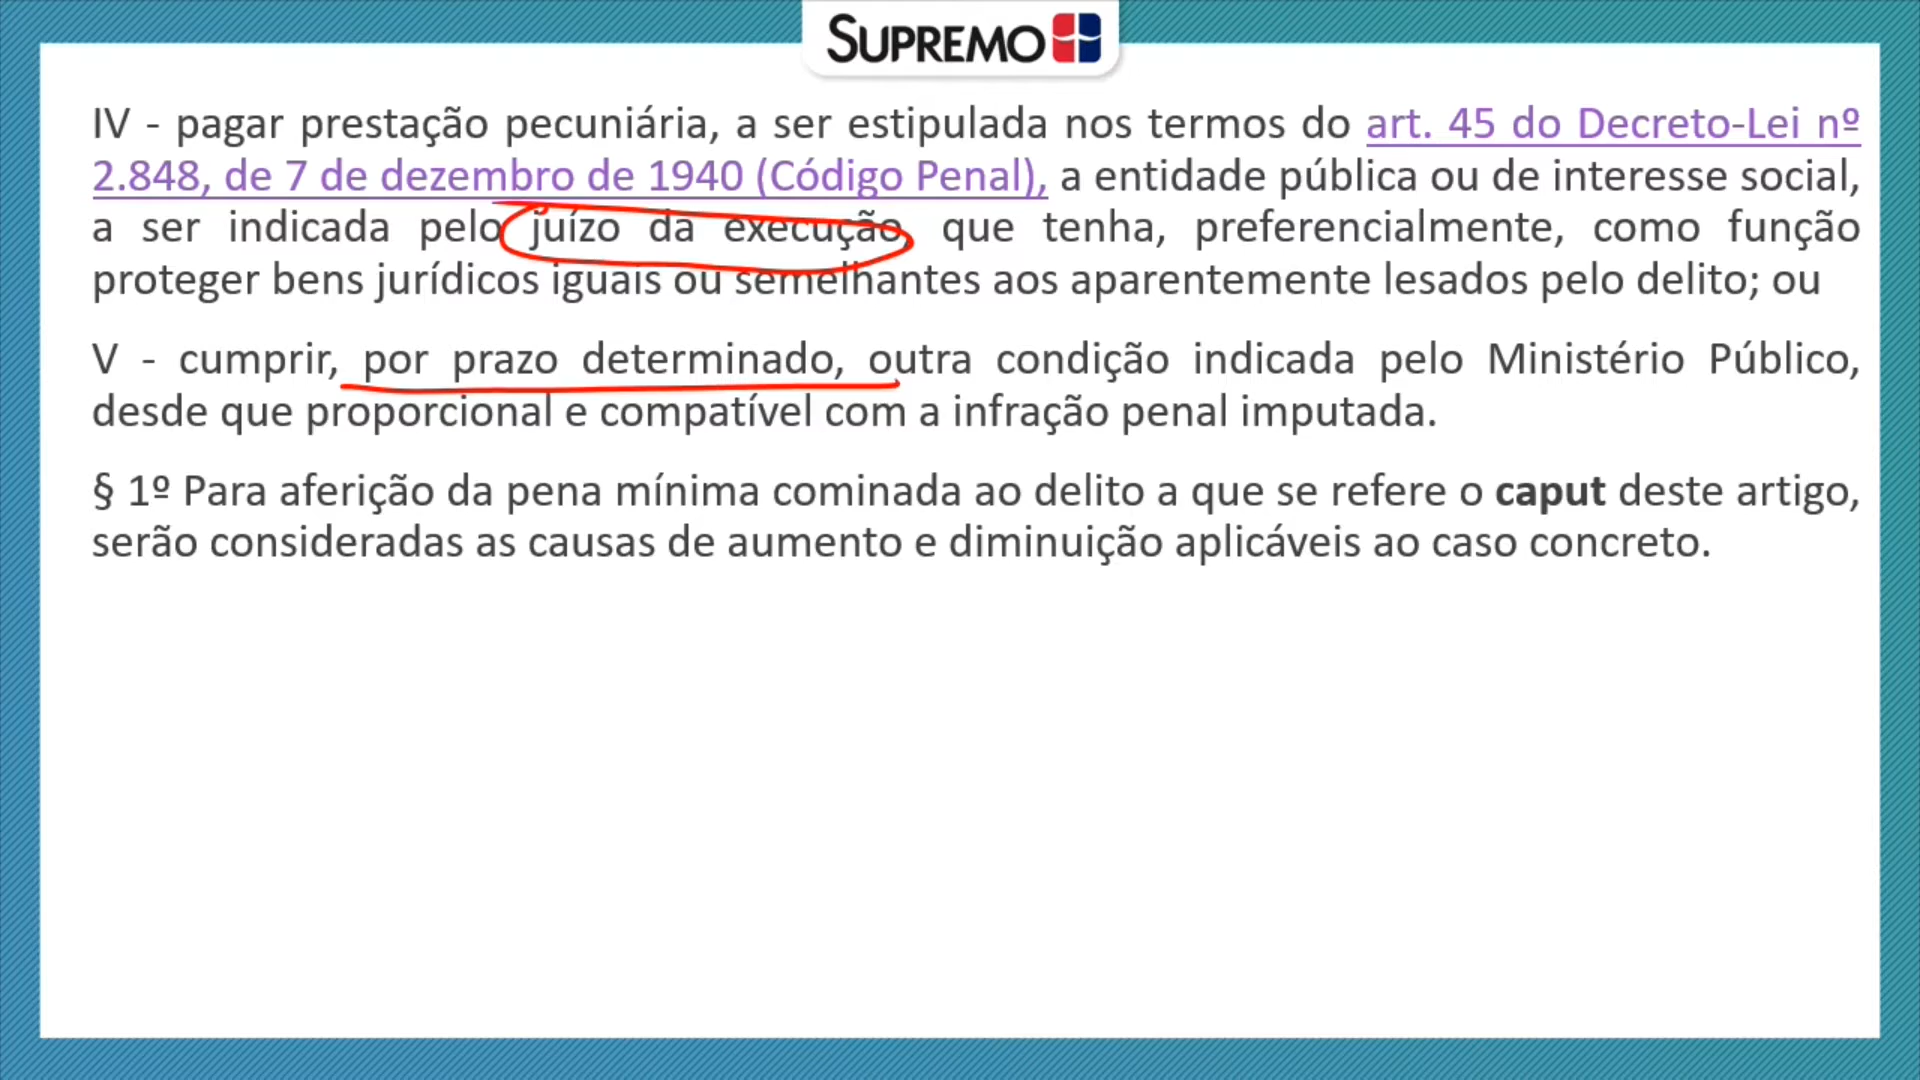 SUPREMO
IV - pagar prestação pecuniária, a ser estipulada nos termos do art. 45 do Decreto-Lei nº
2.848, de 7 de dezembro de 1940 (Código Penal), a entidade pública ou de interesse social,
a ser indicada pelo juízo da execução, que tenha, preferencialmente, como função
proteger bens jurídicos iguais ou semelhantes aos aparentemente lesados pelo delito; ou
V - cumprir, por prazo determinado, outra condição indicada pelo Ministério Público,
desde que proporcional e compatível com a infração penal imputada.
§ 1º Para aferição da pena mínima cominada ao delito a que se refere o caput deste artigo,
serão consideradas as causas de aumento e diminuição aplicáveis ao caso concreto.